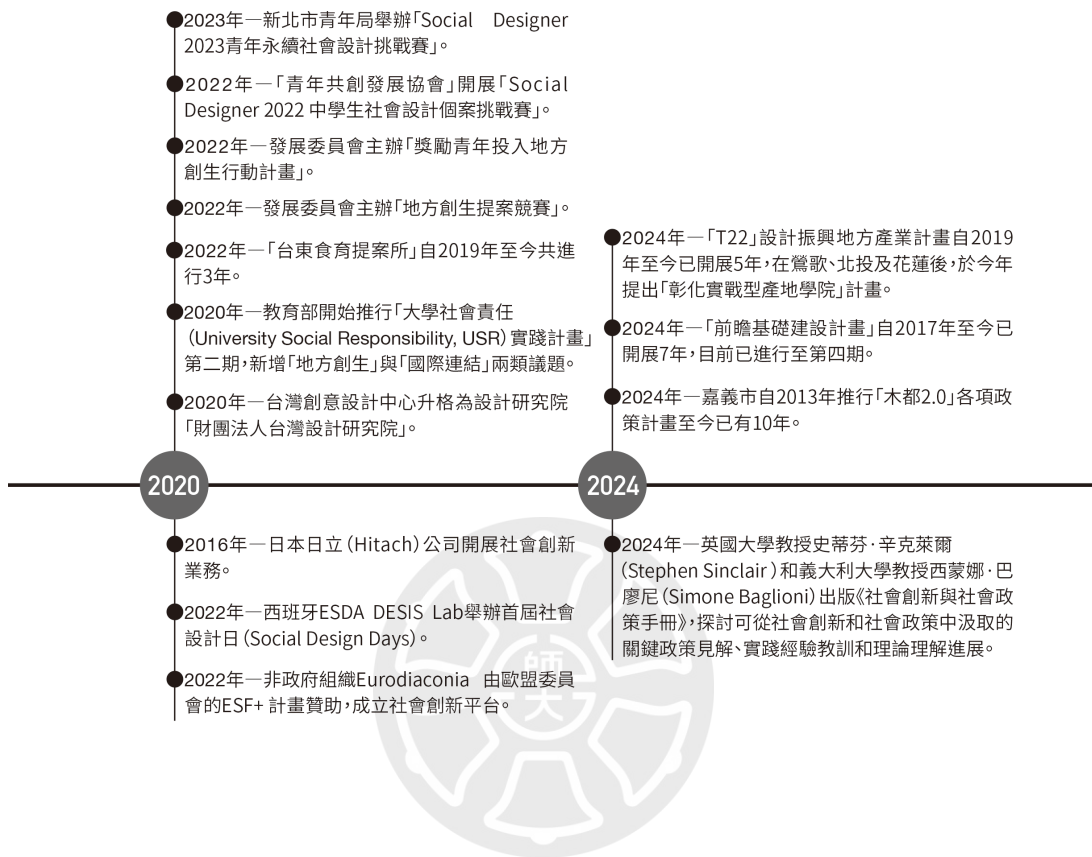 2023年—新北市青年局舉辦「Social Designer
2023青年永續社會設計挑戰賽」。
2022年—「青年共創發展協會」開展「Social
Designer 2022 中學生社會設計個案挑戰賽」。
2022年—發展委員會主辦「獎勵青年投入地方
創生行動計畫」。
2022年—發展委員會主辦「地方創生提案競賽」。
2022年—「台東食育提案所」自2019年至今共進
行3年。
2020年—教育部開始推行「大學社會責任
（University Social Responsibility, USR）實踐計畫」
第二期，新增「地方創生」與「國際連結」兩類議題。
2020年—台灣創意設計中心升格為設計研究院
「財團法人台灣設計研究院」。
2024年—「T22」設計振興地方產業計畫自2019
年至今已開展5年，在鶯歌、北投及花蓮後，於今年
提出「彰化實戰型產地學院」計畫。
2024年—「前瞻基礎建設計畫」自2017年至今已
開展7年，目前已進行至第四期。
2024年—嘉義市自2013年推行「木都2.0」各項政
策計畫至今已有10年。
2020
2024
2016年—日本日立（Hitach）公司開展社會創新
業務。
2022年—西班牙ESDA DESIS Lab舉辦首屆社會
設計日（Social Design Days）。
2022年—非政府組織Eurodiaconia 由歐盟委員
會的ESF+ 計畫贊助，成立社會創新平台。
2024年—英國大學教授史蒂芬·辛克萊爾
（Stephen Sinclair）和義大利大學教授西蒙娜·巴
廖尼（Simone Baglioni）出版《社會創新與社會政
策手冊》，探討可從社會創新和社會政策中汲取的
關鍵政策見解、實踐經驗教訓和理論理解進展。
師大